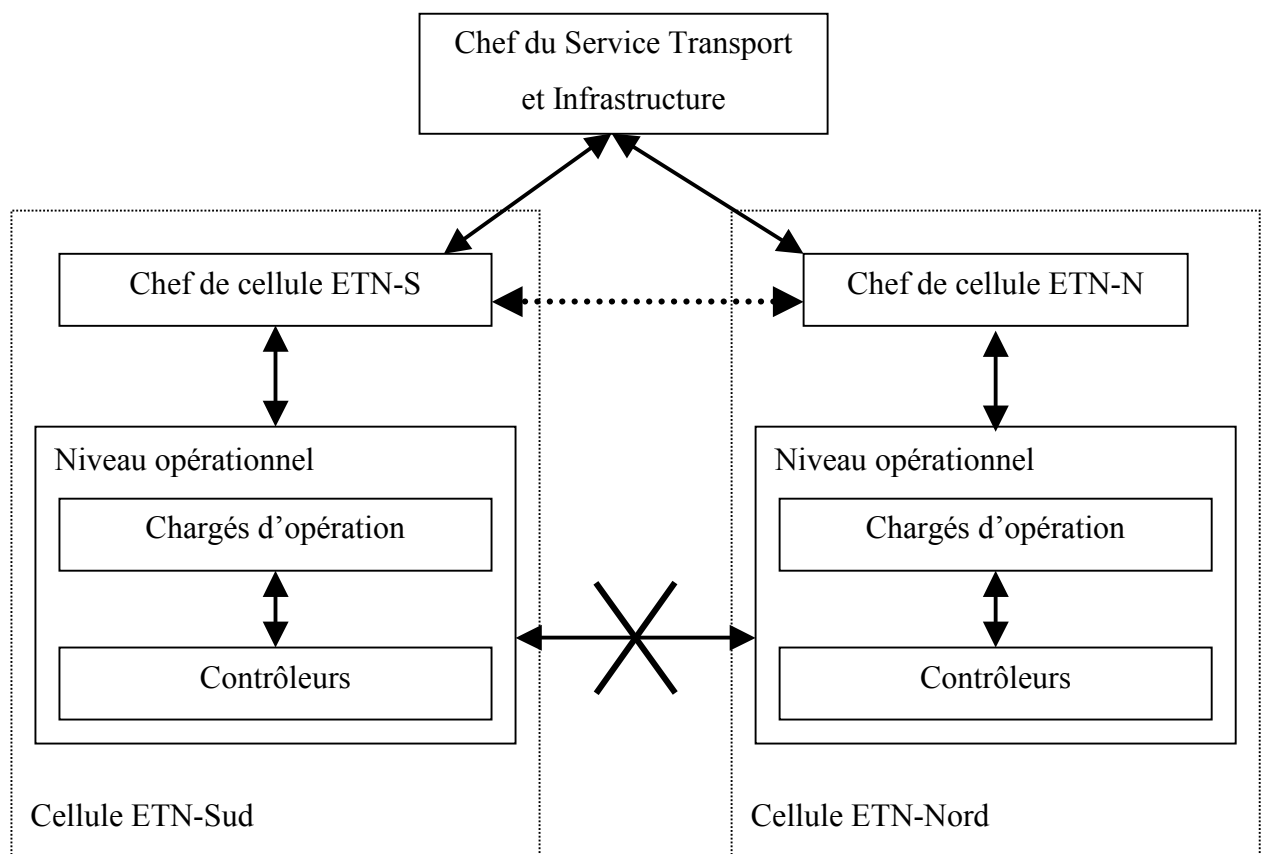 Chef du Service Transport
et Infrastructure
Chef de cellule ETN-S
Chef de cellule ETN-N
Niveau opérationnel
Chargés d’opération
Contrôleurs
Niveau opérationnel
Chargés d’opération
Contrôleurs
Cellule ETN-Sud
Cellule ETN-Nord